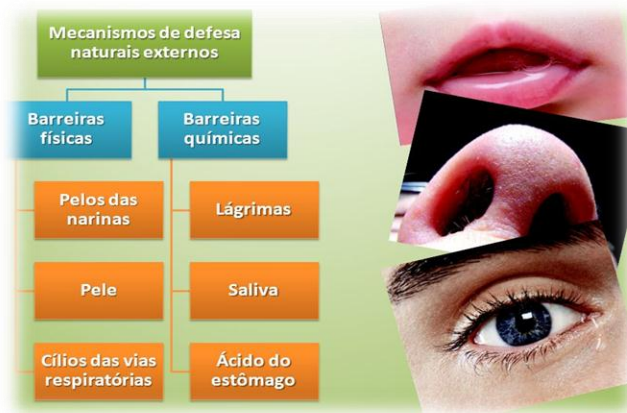 Mecanismos de defesa
naturais externos
Barreiras
físicas
Barreiras
químicas
Pelos das
narinas
Lágrimas
Pele
Saliva
Cílios das vias
respiratórias
Ácido do
estômago